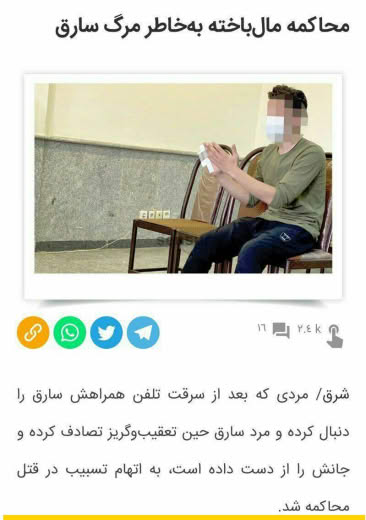 محاکمه مال‌باخته به‌خاطر مرگ سارق
۱۶
۲.٤ k
شرق/ مردی که بعد از سرقت تلفن همراهش سارق را
دنبال کرده و مرد سارق حین تعقیب‌وگریز تصادف کرده و
جانش را از دست داده است، به اتهام تسبیب در قتل
محاکمه شد.